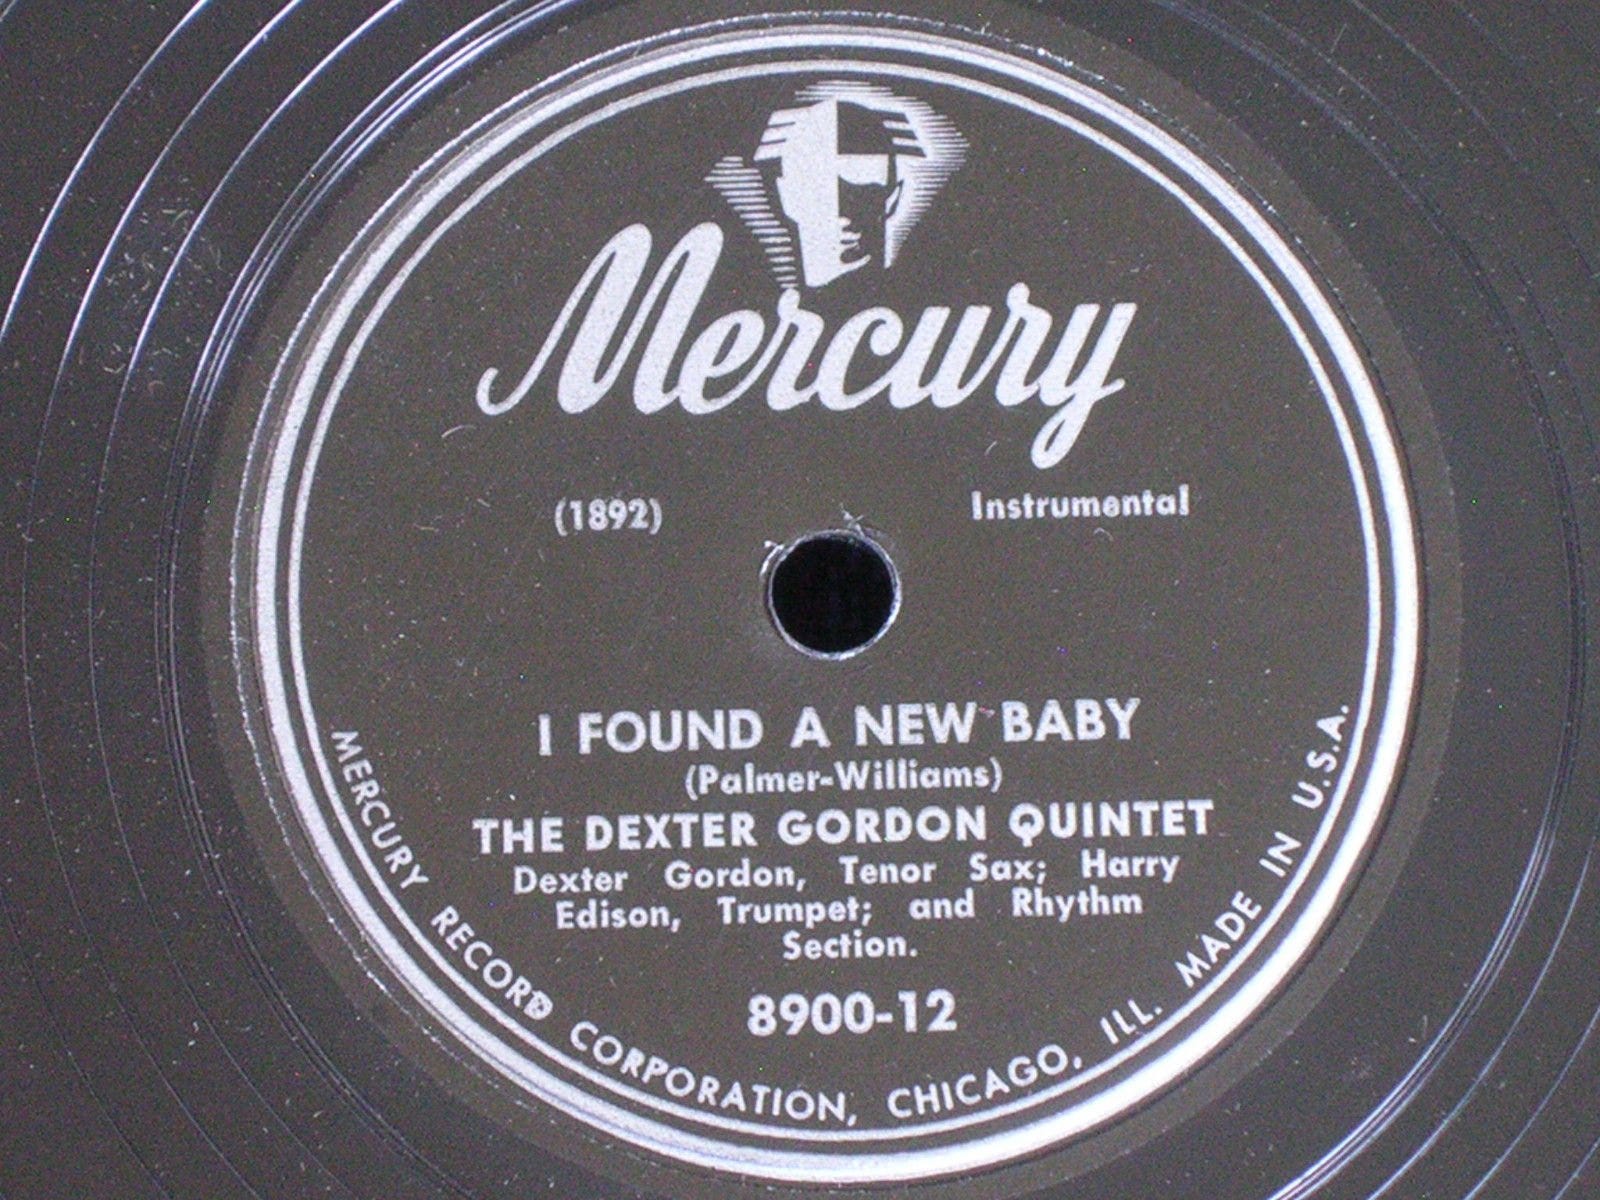 Mercury
(1892) Instrumental
I FOUND A NEW BABY
(Palmer-Williams)
THE DEXTER GORDON QUINTET
Dexter Gordon, Tenor Sax; Harry
Edison, Trumpet; and Rhythm
Section.
8900-12
MERCURY RECORD CORPORATION, CHICAGO, ILL. MADE IN U.S.A.